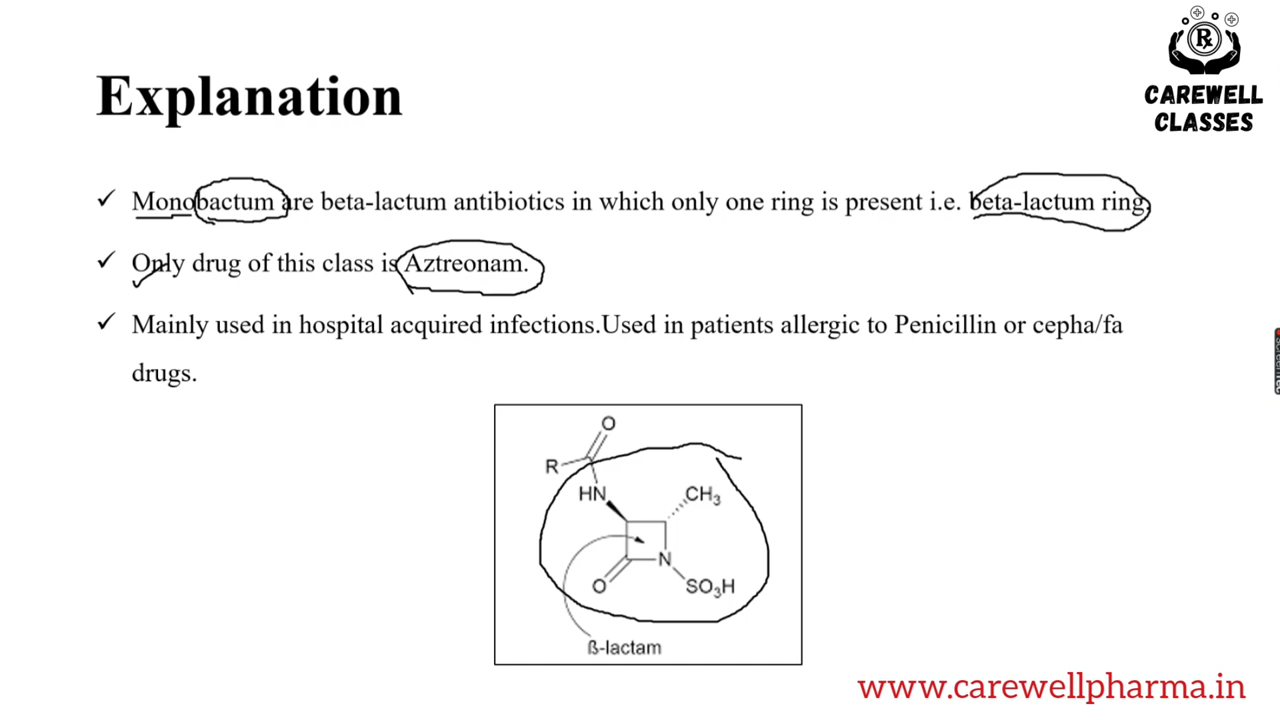 Rx
CAREWELL
CLASSES
Explanation
✓ Monobactum are beta-lactum antibiotics in which only one ring is present i.e. beta-lactum ring.
✓ Only drug of this class is Aztreonam.
✓ Mainly used in hospital acquired infections.Used in patients allergic to Penicillin or cepha/fa
drugs.
O
R
HN
CH3
N
O
SO3H
ß-lactam
www.carewellpharma.in